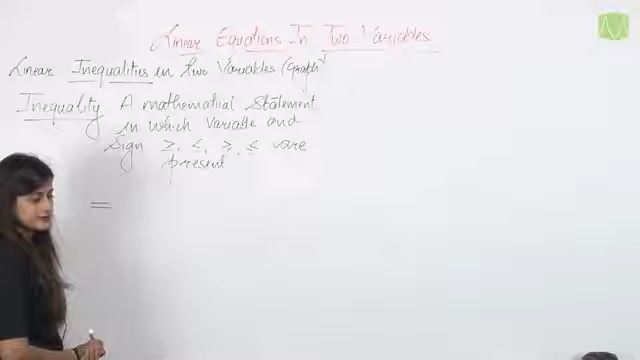 Linear Equations In Two Variables
Linear Inequalities in two Variables (Graph)
Inequality A mathematical Statement
in which variable and
Sign >, <, ≥, ≤ are
present
=